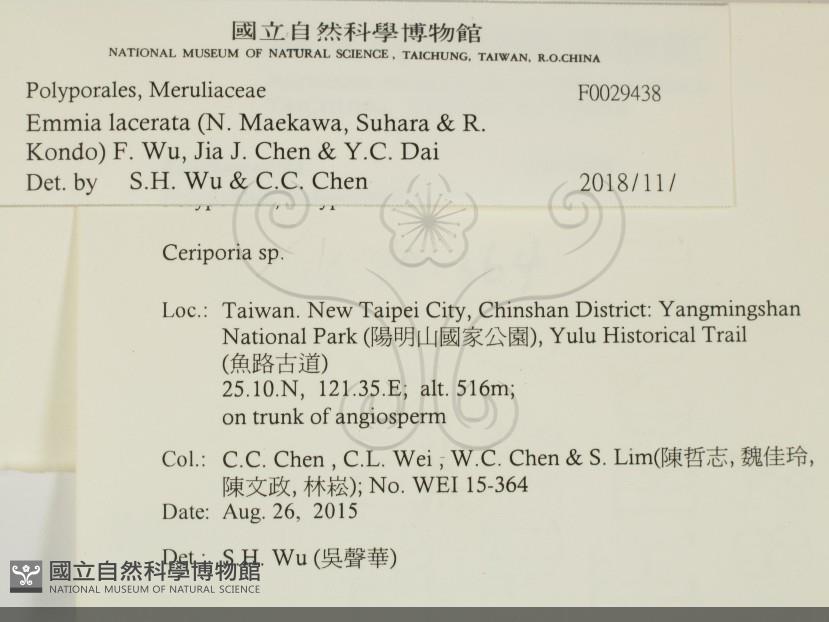 國立自然科學博物館
NATIONAL MUSEUM OF NATURAL SCIENCE, TAICHUNG, TAIWAN, R.O.CHINA
Polyporales, Meruliaceae F0029438
Emmia lacerata (N. Maekawa, Suhara & R.
Kondo) F. Wu, Jia J. Chen & Y.C. Dai
Det. by S.H. Wu & C.C. Chen 2018/11/
Ceriporia sp.
Loc.: Taiwan. New Taipei City, Chinshan District: Yangmingshan
National Park (陽明山國家公園), Yulu Historical Trail
(魚路古道)
25.10.N, 121.35.E; alt. 516m;
on trunk of angiosperm
Col.: C.C. Chen , C.L. Wei , W.C. Chen & S. Lim(陳哲志, 魏佳玲,
陳文政, 林崧); No. WEI 15-364
Date: Aug. 26, 2015
Det.: S.H. Wu (吳聲華)
國立自然科學博物館
NATIONAL MUSEUM OF NATURAL SCIENCE